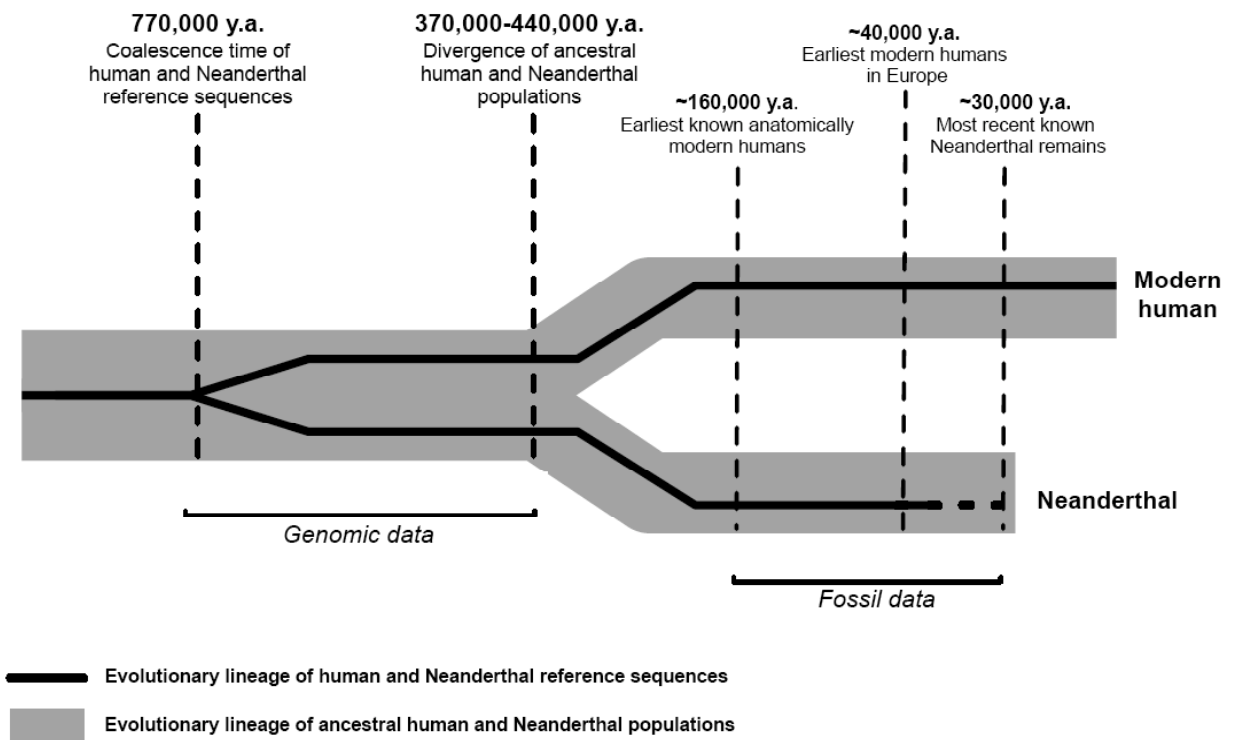 770,000 y.a.
Coalescence time of
human and Neanderthal
reference sequences
370,000-440,000 y.a.
Divergence of ancestral
human and Neanderthal
populations
~160,000 y.a.
Earliest known anatomically
modern humans
~40,000 y.a.
Earliest modern humans
in Europe
~30,000 y.a.
Most recent known
Neanderthal remains
Modern
human
Neanderthal
Genomic data
Fossil data
Evolutionary lineage of human and Neanderthal reference sequences
Evolutionary lineage of ancestral human and Neanderthal populations